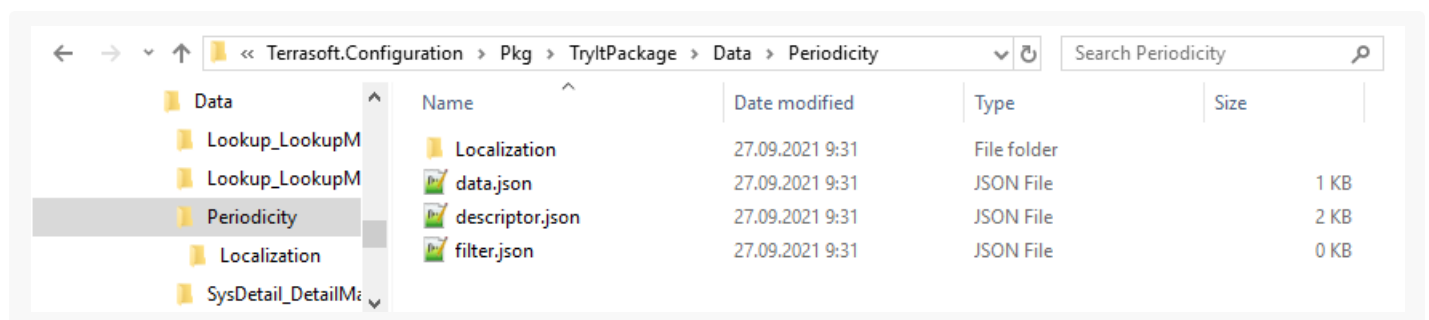 « Terrasoft.Configuration > Pkg > TryItPackage > Data > Periodicity Search Periodicity
Data Name Date modified Type Size
Lookup_LookupM Localization 27.09.2021 9:31 File folder
Lookup_LookupM data.json 27.09.2021 9:31 JSON File 1 KB
Periodicity descriptor.json 27.09.2021 9:31 JSON File 2 KB
Localization filter.json 27.09.2021 9:31 JSON File 0 KB
SysDetail_DetailMa